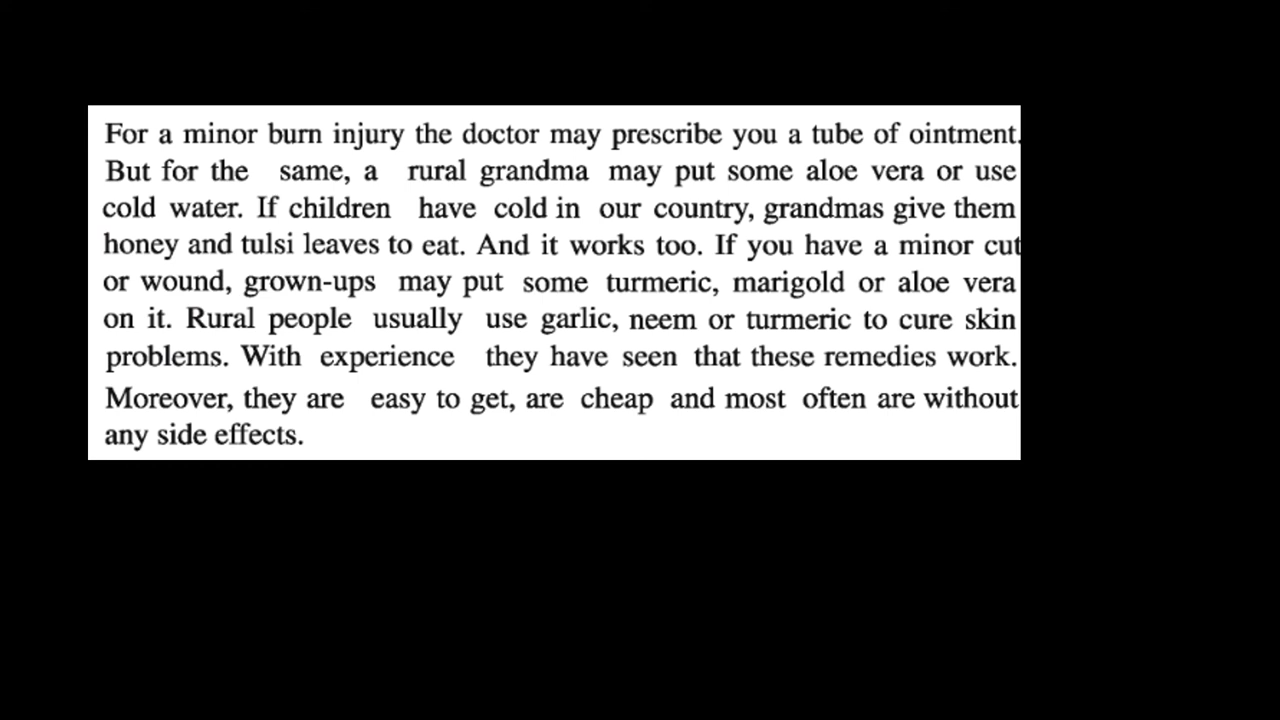 For a minor burn injury the doctor may prescribe you a tube of ointment.
But for the same, a rural grandma may put some aloe vera or use
cold water. If children have cold in our country, grandmas give them
honey and tulsi leaves to eat. And it works too. If you have a minor cut
or wound, grown-ups may put some turmeric, marigold or aloe vera
on it. Rural people usually use garlic, neem or turmeric to cure skin
problems. With experience they have seen that these remedies work.
Moreover, they are easy to get, are cheap and most often are without
any side effects.